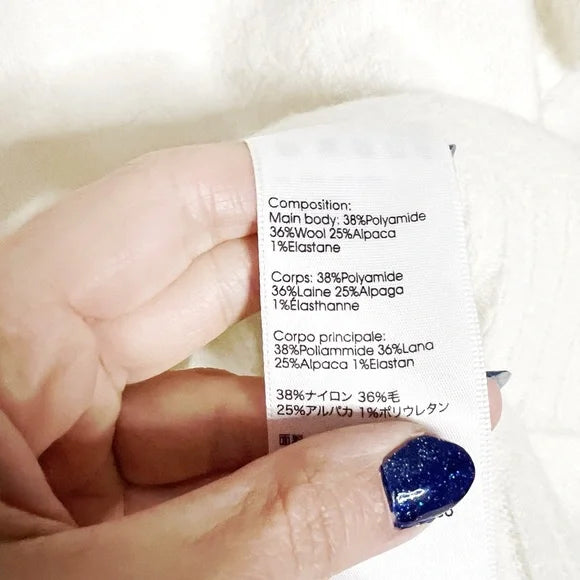 Composition:
Main body: 38%Polyamide
36%Wool 25%Alpaca
1%Elastane
Corps: 38%Polyamide
36%Laine 25%Alpaga
1%Élasthanne
Corpo principale:
38%Poliammide 36%Lana
25%Alpaca 1%Elastan
38%ナイロン 36%毛
25%アルパカ 1%ポリウレタン